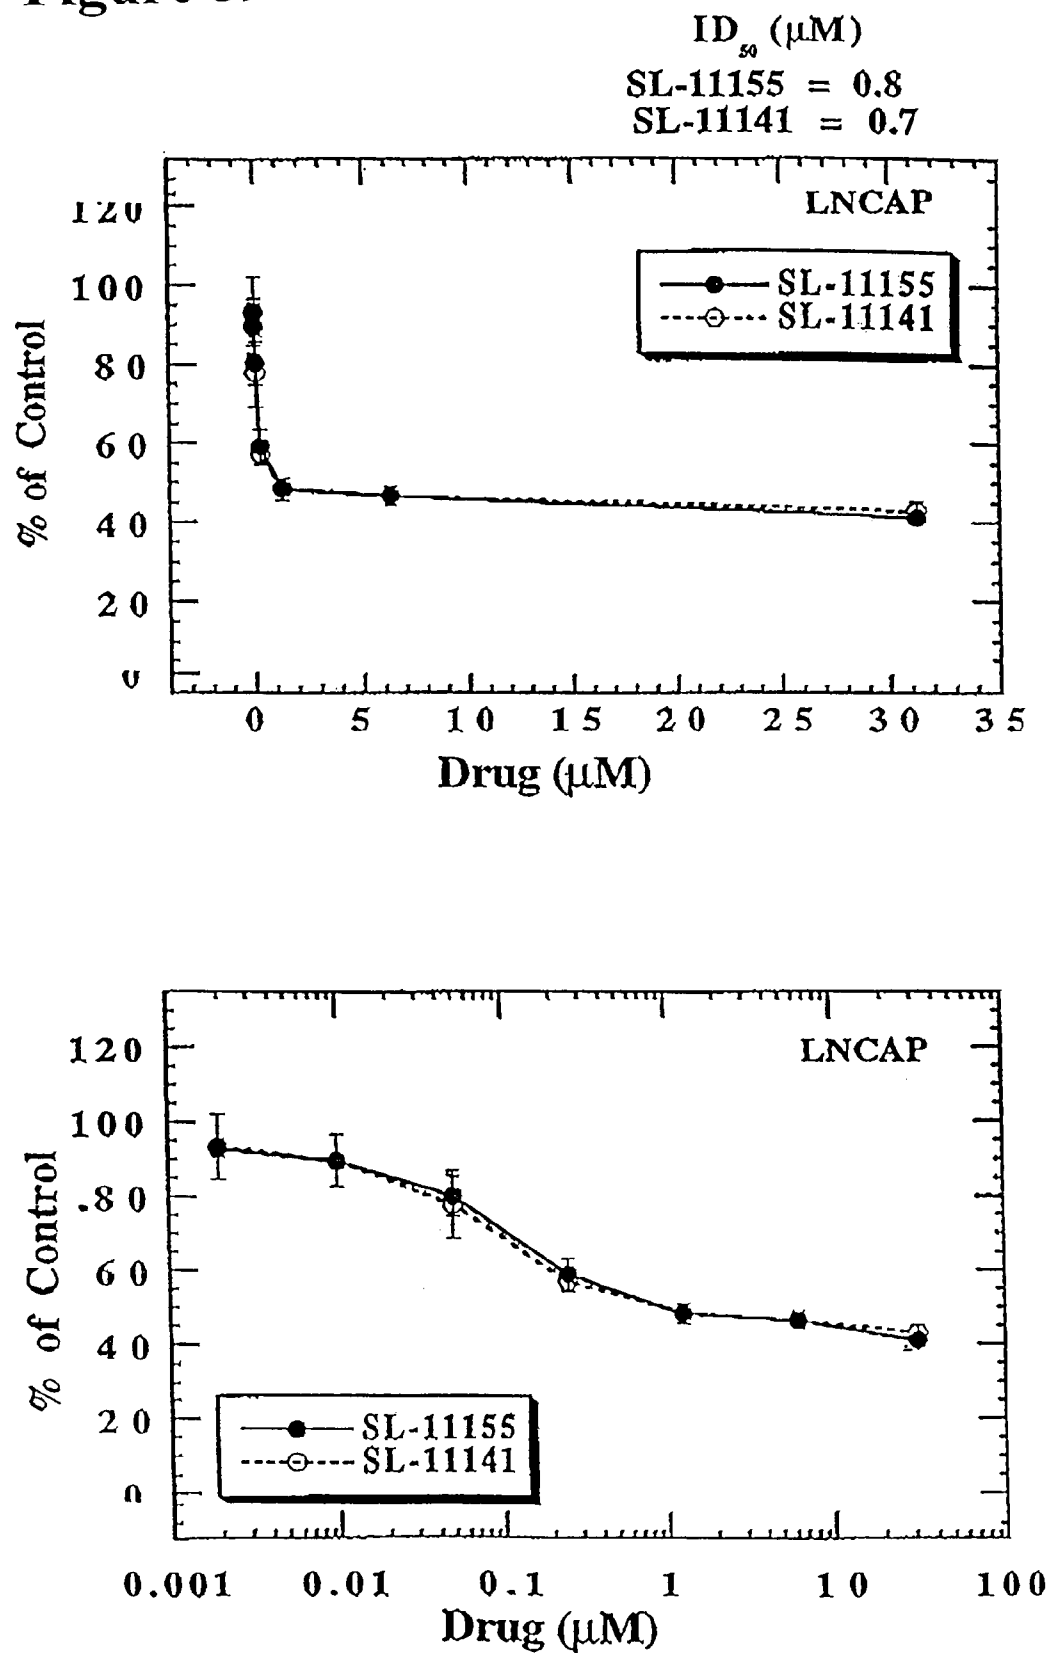 ID50 (μM)
SL-11155 = 0.8
SL-11141 = 0.7
LNCAP
SL-11155
SL-11141
120
100
80
60
40
20
0
% of Control
0 5 10 15 20 25 30 35
Drug (μM)
LNCAP
120
100
80
60
40
20
0
% of Control
SL-11155
SL-11141
0.001 0.01 0.1 1 10 100
Drug (μM)